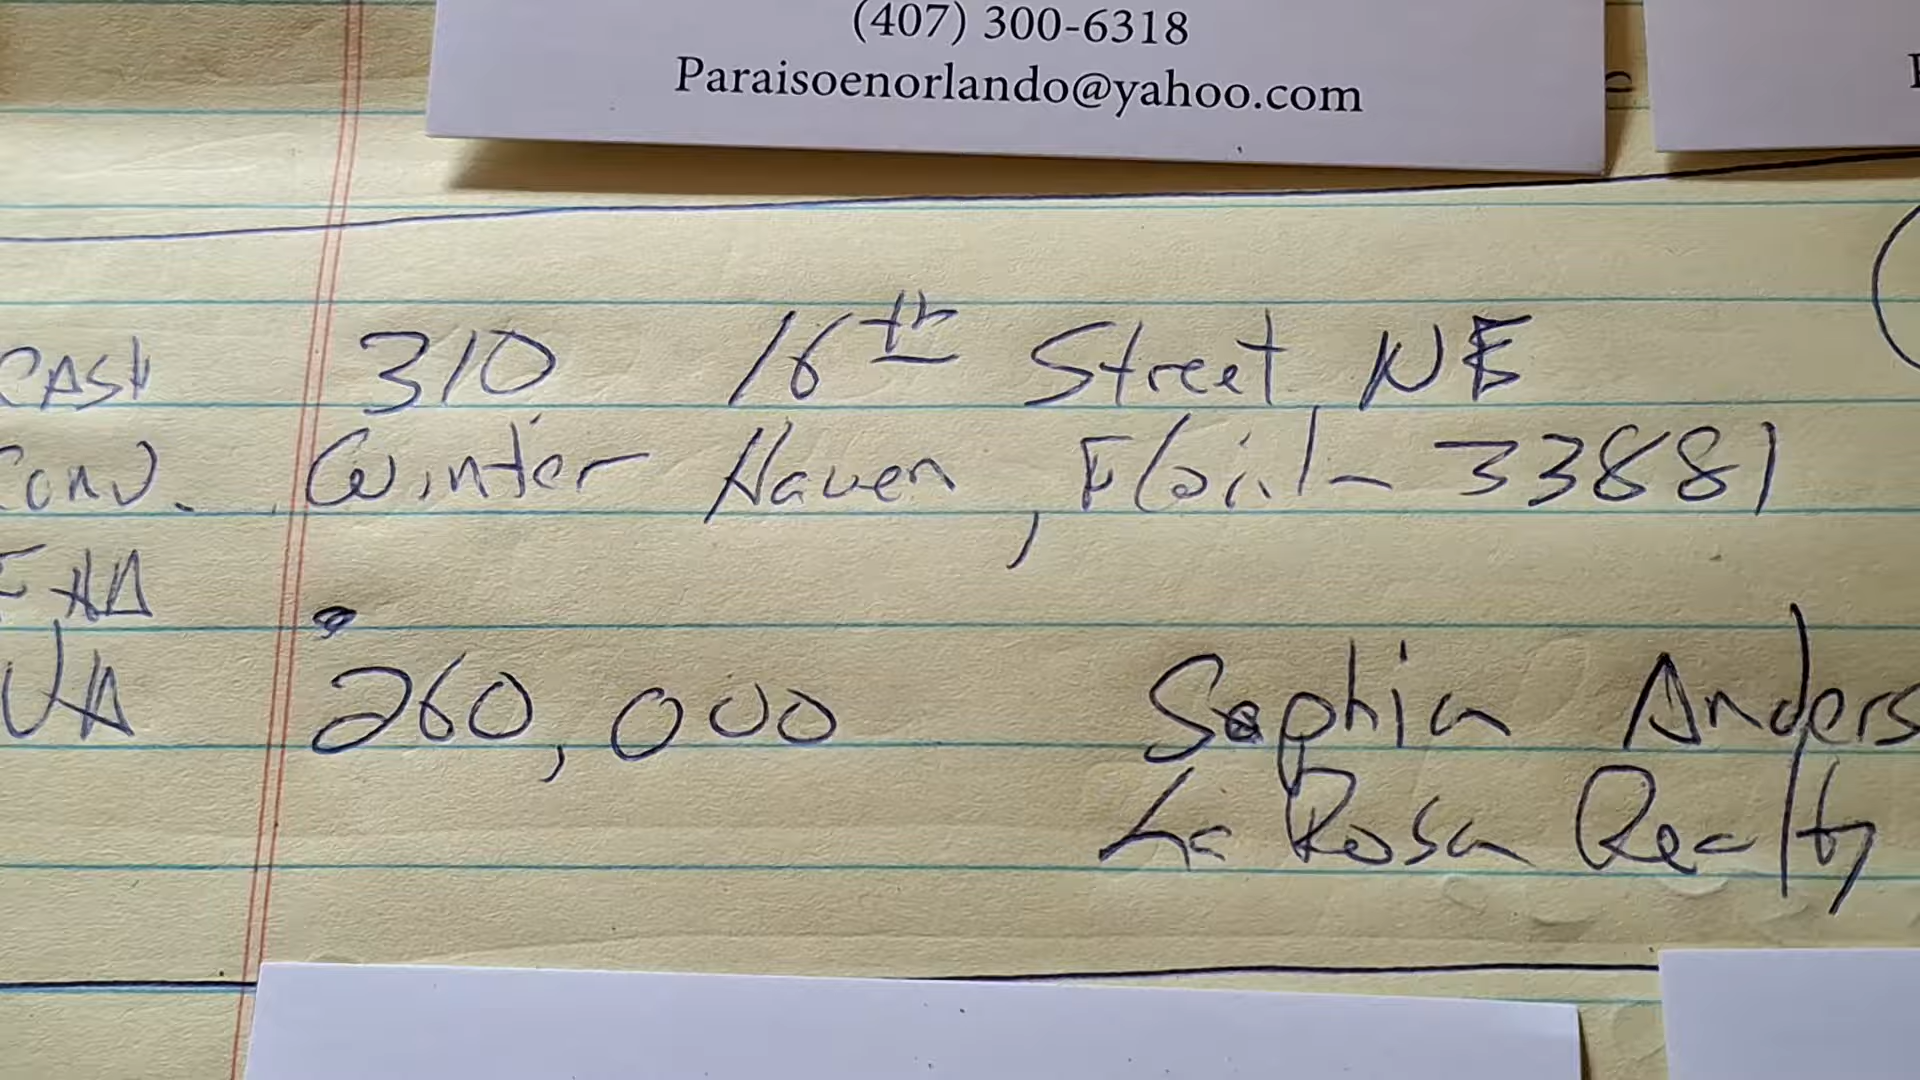 (407) 300-6318
Paraisoenorlando@yahoo.com
CASH 310 16th Street NE
CONV. Winter Haven, 33881
FHA
VA 260,000 Sophia Anders
La Rosa Realty